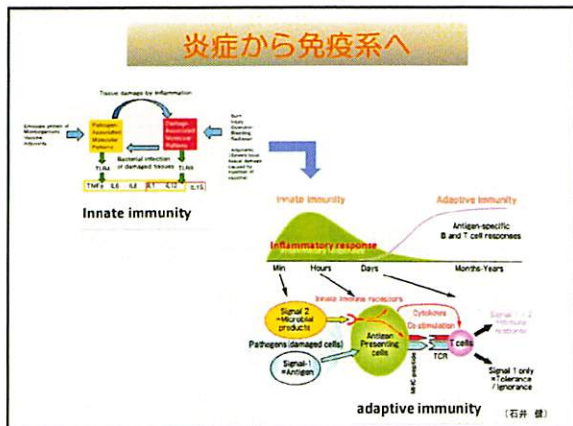 炎症から免疫系へ
Tissue damage by inflammation
Pathogen-
Associated
Molecular
Patterns
Damage-
Associated
Molecular
Patterns
Bacterial infection
of damaged tissues
TLRs
TLRs
TNFα IL6 IL8 IL1 IL12 IL15
Innate immunity
Innate Immunity
Adaptive Immunity
Antigen-specific
B and T cell responses
Inflammatory response
Min Hours Days Months-Years
Innate immune receptors
Signal 2
=Microbial
products
Cytokines
Co-stimulation
Pathogens (damaged cells)
Antigen
Presenting
cells
T cells
Signal-1
=Antigen
MHC-peptide
TCR
Signal 1 only
=Tolerance
/ Ignorance
adaptive immunity
(石井 健)